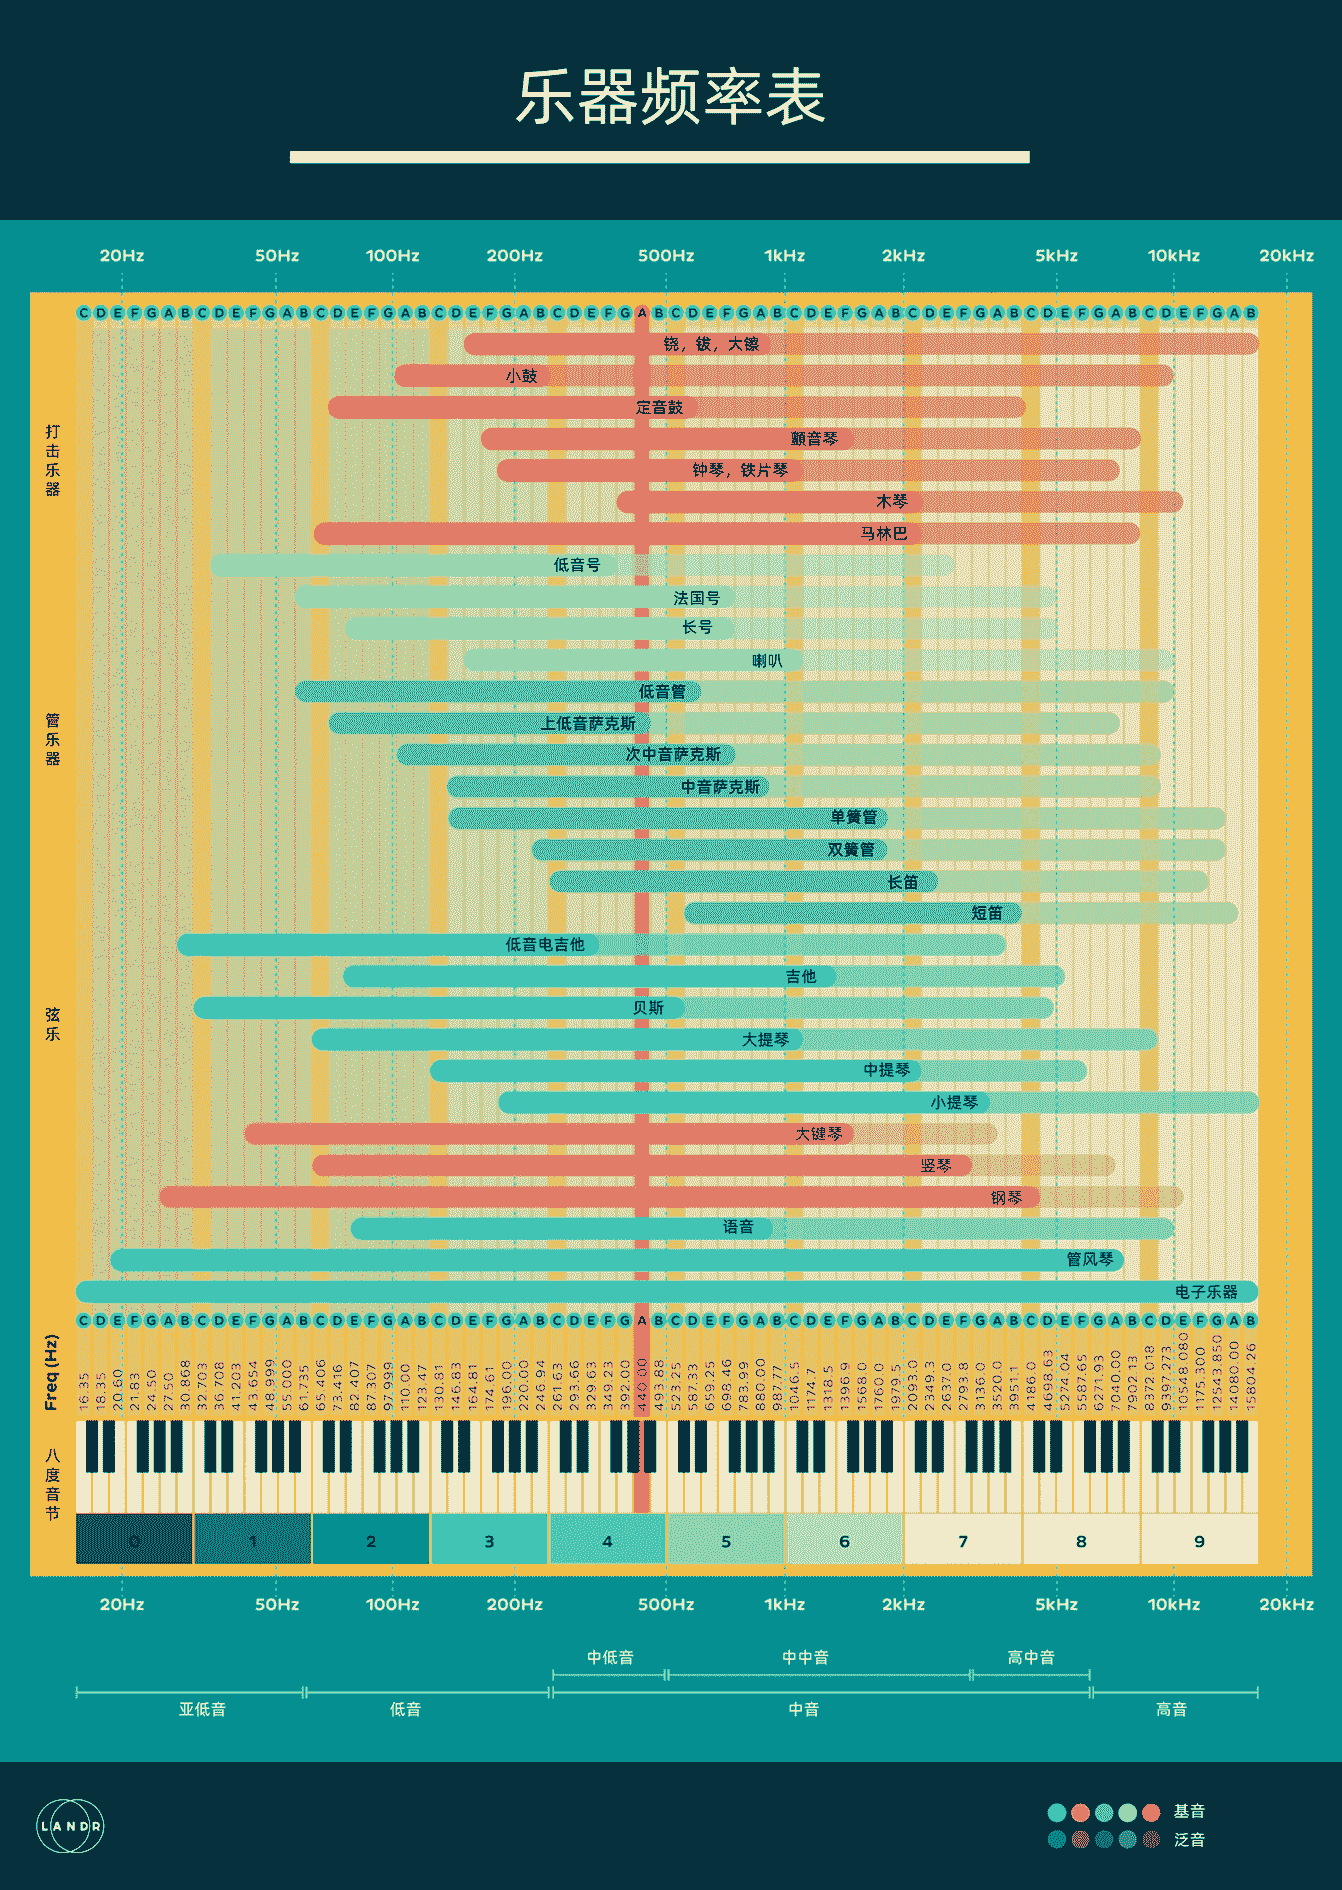 乐器频率表
20Hz 50Hz 100Hz 200Hz 500Hz 1kHz 2kHz 5kHz 10kHz 20kHz
C D E F G A B C D E F G A B C D E F G A B C D E F G A B C D E F G A B C D E F G A B C D E F G A B C D E F G A B C D E F G A B C D E F G A B
打击乐器
铙，钹，大镲
小鼓
定音鼓
颤音琴
钟琴，铁片琴
木琴
马林巴
管乐器
低音号
法国号
长号
喇叭
低音管
上低音萨克斯
次中音萨克斯
中音萨克斯
单簧管
双簧管
长笛
短笛
弦乐
低音电吉他
吉他
贝斯
大提琴
中提琴
小提琴
大键琴
竖琴
钢琴
语音
管风琴
电子乐器
C D E F G A B C D E F G A B C D E F G A B C D E F G A B C D E F G A B C D E F G A B C D E F G A B C D E F G A B C D E F G A B C D E F G A B
Freq (Hz)
16.35 18.35 20.60 21.83 24.50 27.50 30.868 32.703 36.708 41.203 43.654 48.999 55.000 61.735 65.406 73.416 82.407 87.307 97.999 110.00 123.47 130.81 146.83 164.81 174.61 196.00 220.00 246.94 261.63 293.66 329.63 349.23 392.00 440.00 493.88 523.25 587.33 659.25 698.46 783.99 880.00 987.77 1046.5 1174.7 1318.5 1396.9 1568.0 1760.0 1979.5 2093.0 2349.3 2637.0 2793.8 3136.0 3520.0 3951.1 4186.0 4698.63 5274.04 5587.65 6271.93 7040.00 7902.13 8372.018 9397.273 10548.080 1175.300 12543.850 14080.00 15804.26
八度音节
0 1 2 3 4 5 6 7 8 9
20Hz 50Hz 100Hz 200Hz 500Hz 1kHz 2kHz 5kHz 10kHz 20kHz
中低音 中中音 高中音
亚低音 低音 中音 高音
LANDR
基音
泛音